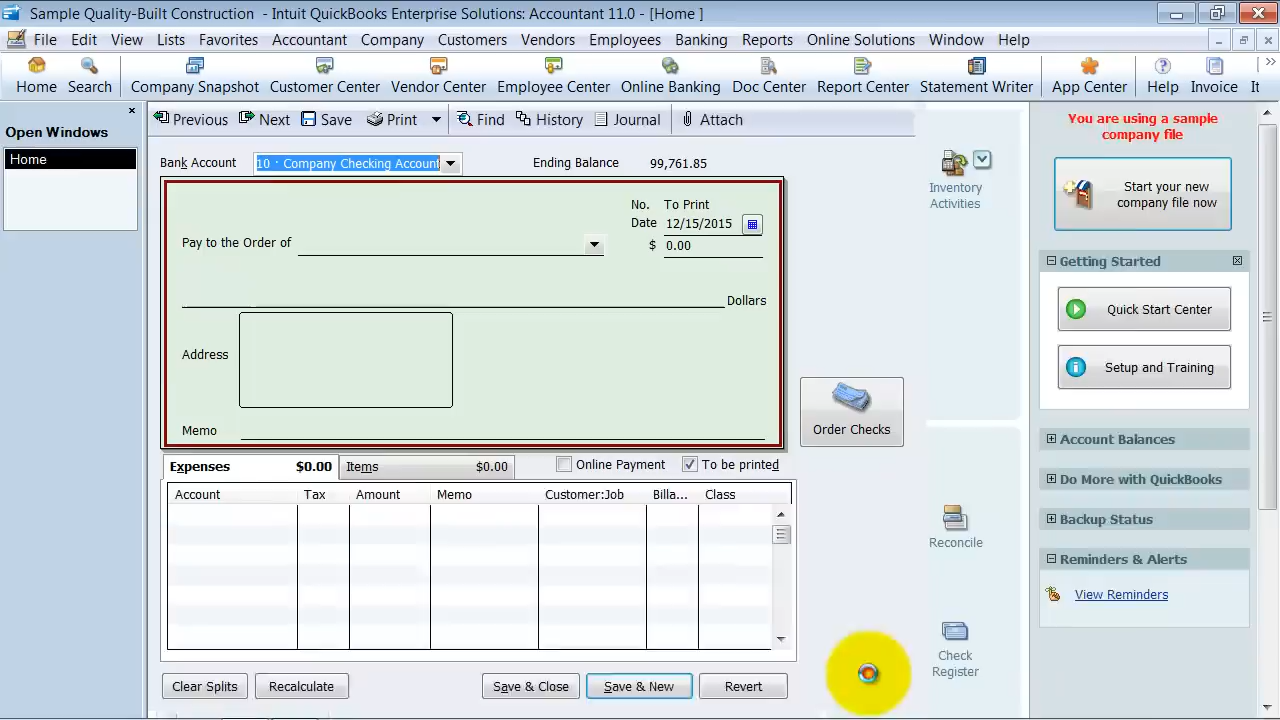 Sample Quality-Built Construction - Intuit QuickBooks Enterprise Solutions: Accountant 11.0 - [Home ]
File Edit View Lists Favorites Accountant Company Customers Vendors Employees Banking Reports Online Solutions Window Help
Home Search Company Snapshot Customer Center Vendor Center Employee Center Online Banking Doc Center Report Center Statement Writer App Center Help Invoice It
Open Windows
Home
Previous Next Save Print Find History Journal Attach
Bank Account 10 · Company Checking Account Ending Balance 99,761.85
No. To Print
Date 12/15/2015
Pay to the Order of $ 0.00
Dollars
Address
Memo
Order Checks
Expenses $0.00 Items $0.00 Online Payment To be printed
Account Tax Amount Memo Customer:Job Billa... Class
Clear Splits Recalculate Save & Close Save & New Revert
Inventory
Activities
Reconcile
Check
Register
You are using a sample
company file
Start your new
company file now
Getting Started
Quick Start Center
Setup and Training
Account Balances
Do More with QuickBooks
Backup Status
Reminders & Alerts
View Reminders